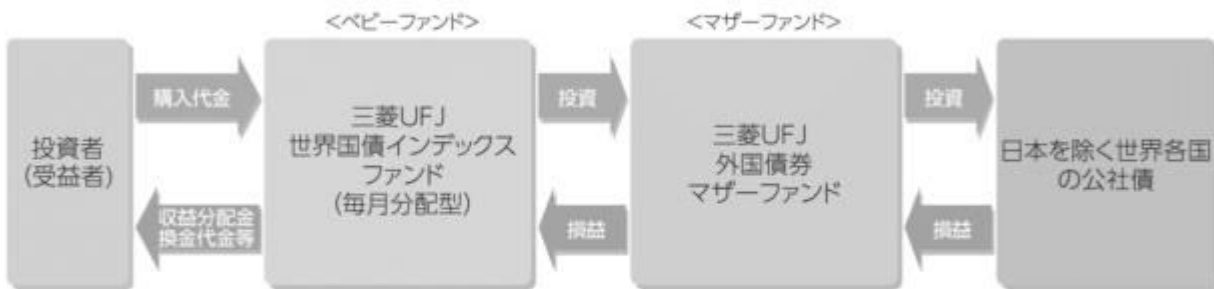 <ベビーファンド>
<マザーファンド>
投資者
(受益者)
購入代金
収益分配金
換金代金等
三菱UFJ
世界国債インデックス
ファンド
(毎月分配型)
投資
損益
三菱UFJ
外国債券
マザーファンド
投資
損益
日本を除く世界各国
の公社債